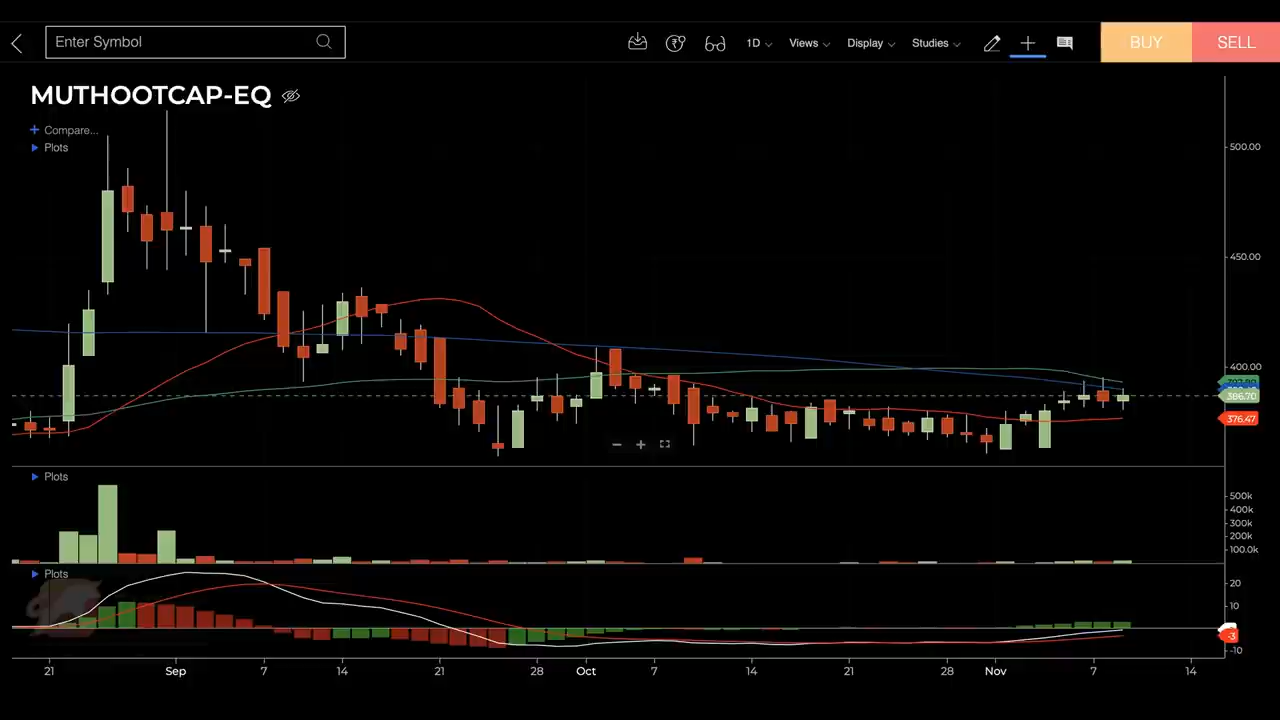 Enter Symbol
1D
Views
Display
Studies
BUY
SELL
MUTHOOTCAP-EQ
Compare...
Plots
500.00
450.00
400.00
386.70
376.47
Plots
500k
400k
300k
200k
100.0k
Plots
20
10
-3
-10
21
Sep
7
14
21
28
Oct
7
14
21
28
Nov
7
14